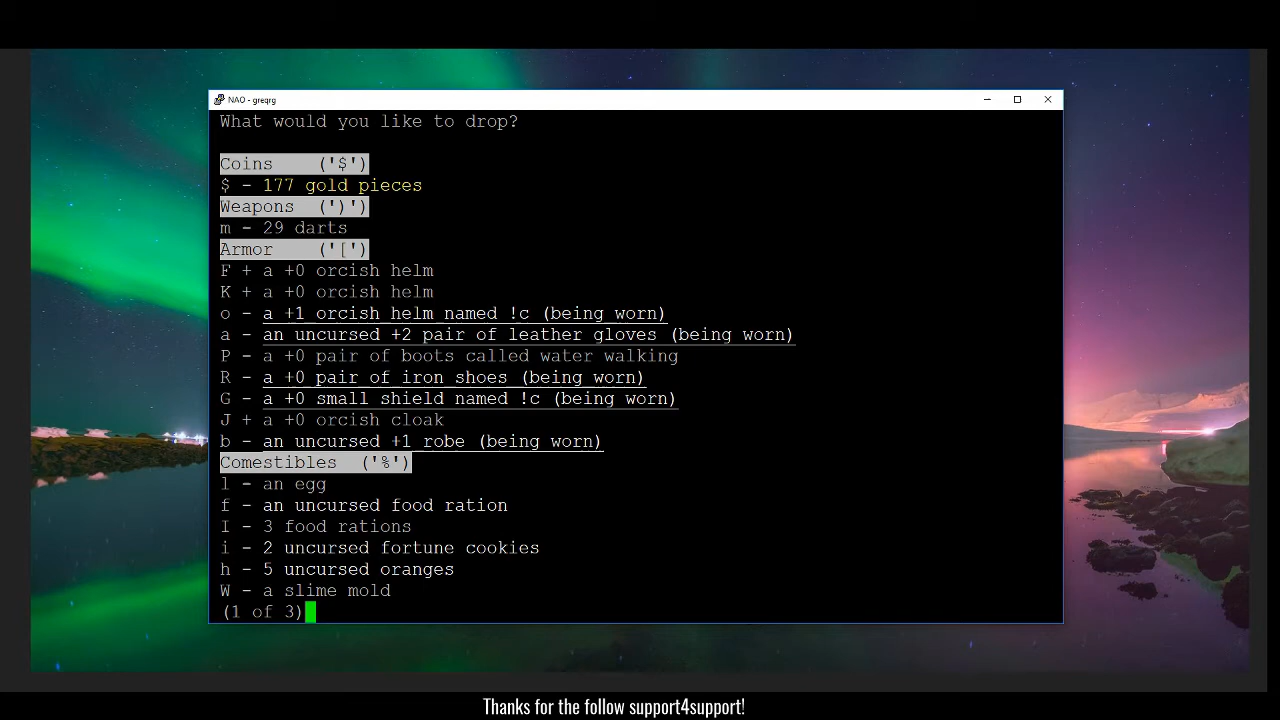 NAO - greqrg
What would you like to drop?
Coins ('$')
$ - 177 gold pieces
Weapons (')')
m - 29 darts
Armor ('[')
F + a +0 orcish helm
K + a +0 orcish helm
o - a +1 orcish helm named !c (being worn)
a - an uncursed +2 pair of leather gloves (being worn)
P - a +0 pair of boots called water walking
R - a +0 pair of iron shoes (being worn)
G - a +0 small shield named !c (being worn)
J + a +0 orcish cloak
b - an uncursed +1 robe (being worn)
Comestibles ('%')
l - an egg
f - an uncursed food ration
I - 3 food rations
i - 2 uncursed fortune cookies
h - 5 uncursed oranges
W - a slime mold
(1 of 3)
Thanks for the follow support4support!